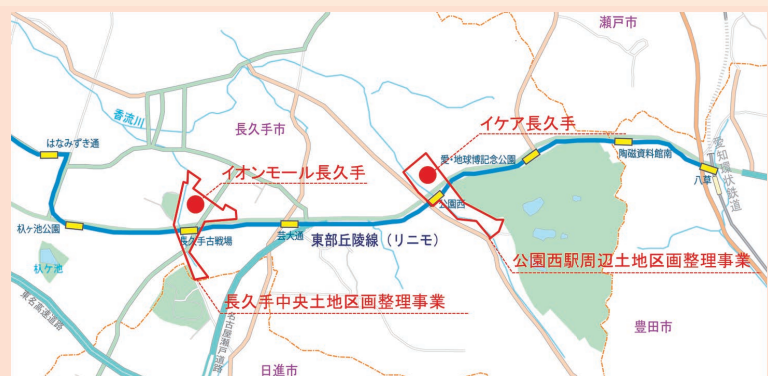 瀬戸市
香流川
長久手市
イケア長久手
はなみずき通
愛・地球博記念公園
陶磁資料館南
愛知環状鉄道
イオンモール長久手
八草
公園西
杁ヶ池公園
長久手古戦場
芸大通
東部丘陵線（リニモ）
公園西駅周辺土地区画整理事業
杁ヶ池
長久手中央土地区画整理事業
東名高速道路
名古屋瀬戸道路
豊田市
日進市